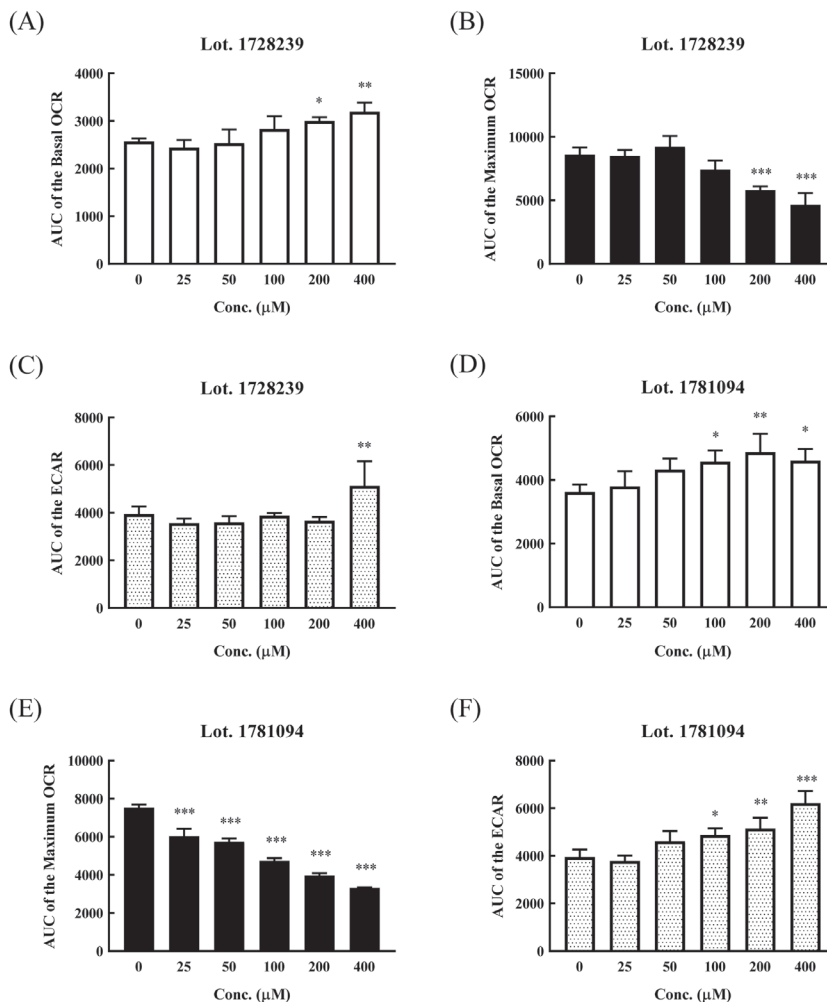 (A)
Lot. 1728239
AUC of the Basal OCR
4000
3000
2000
1000
0
*
**
0 25 50 100 200 400
Conc. (μM)
(B)
Lot. 1728239
AUC of the Maximum OCR
15000
10000
5000
0
***
***
0 25 50 100 200 400
Conc. (μM)
(C)
Lot. 1728239
AUC of the ECAR
8000
6000
4000
2000
0
**
0 25 50 100 200 400
Conc. (μM)
(D)
Lot. 1781094
AUC of the Basal OCR
6000
4000
2000
0
*
**
*
0 25 50 100 200 400
Conc. (μM)
(E)
Lot. 1781094
AUC of the Maximum OCR
10000
8000
6000
4000
2000
0
***
***
***
***
***
0 25 50 100 200 400
Conc. (μM)
(F)
Lot. 1781094
AUC of the ECAR
8000
6000
4000
2000
0
*
**
***
0 25 50 100 200 400
Conc. (μM)